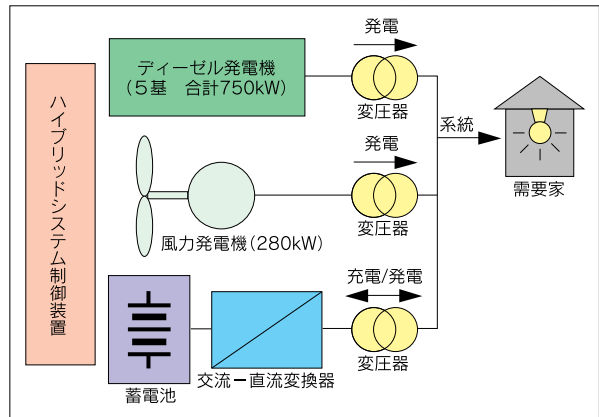 ハイブリッドシステム制御装置
ディーゼル発電機
(5基 合計750kW)
発電
変圧器
系統
需要家
風力発電機(280kW)
発電
変圧器
蓄電池
交流−直流変換器
充電/発電
変圧器